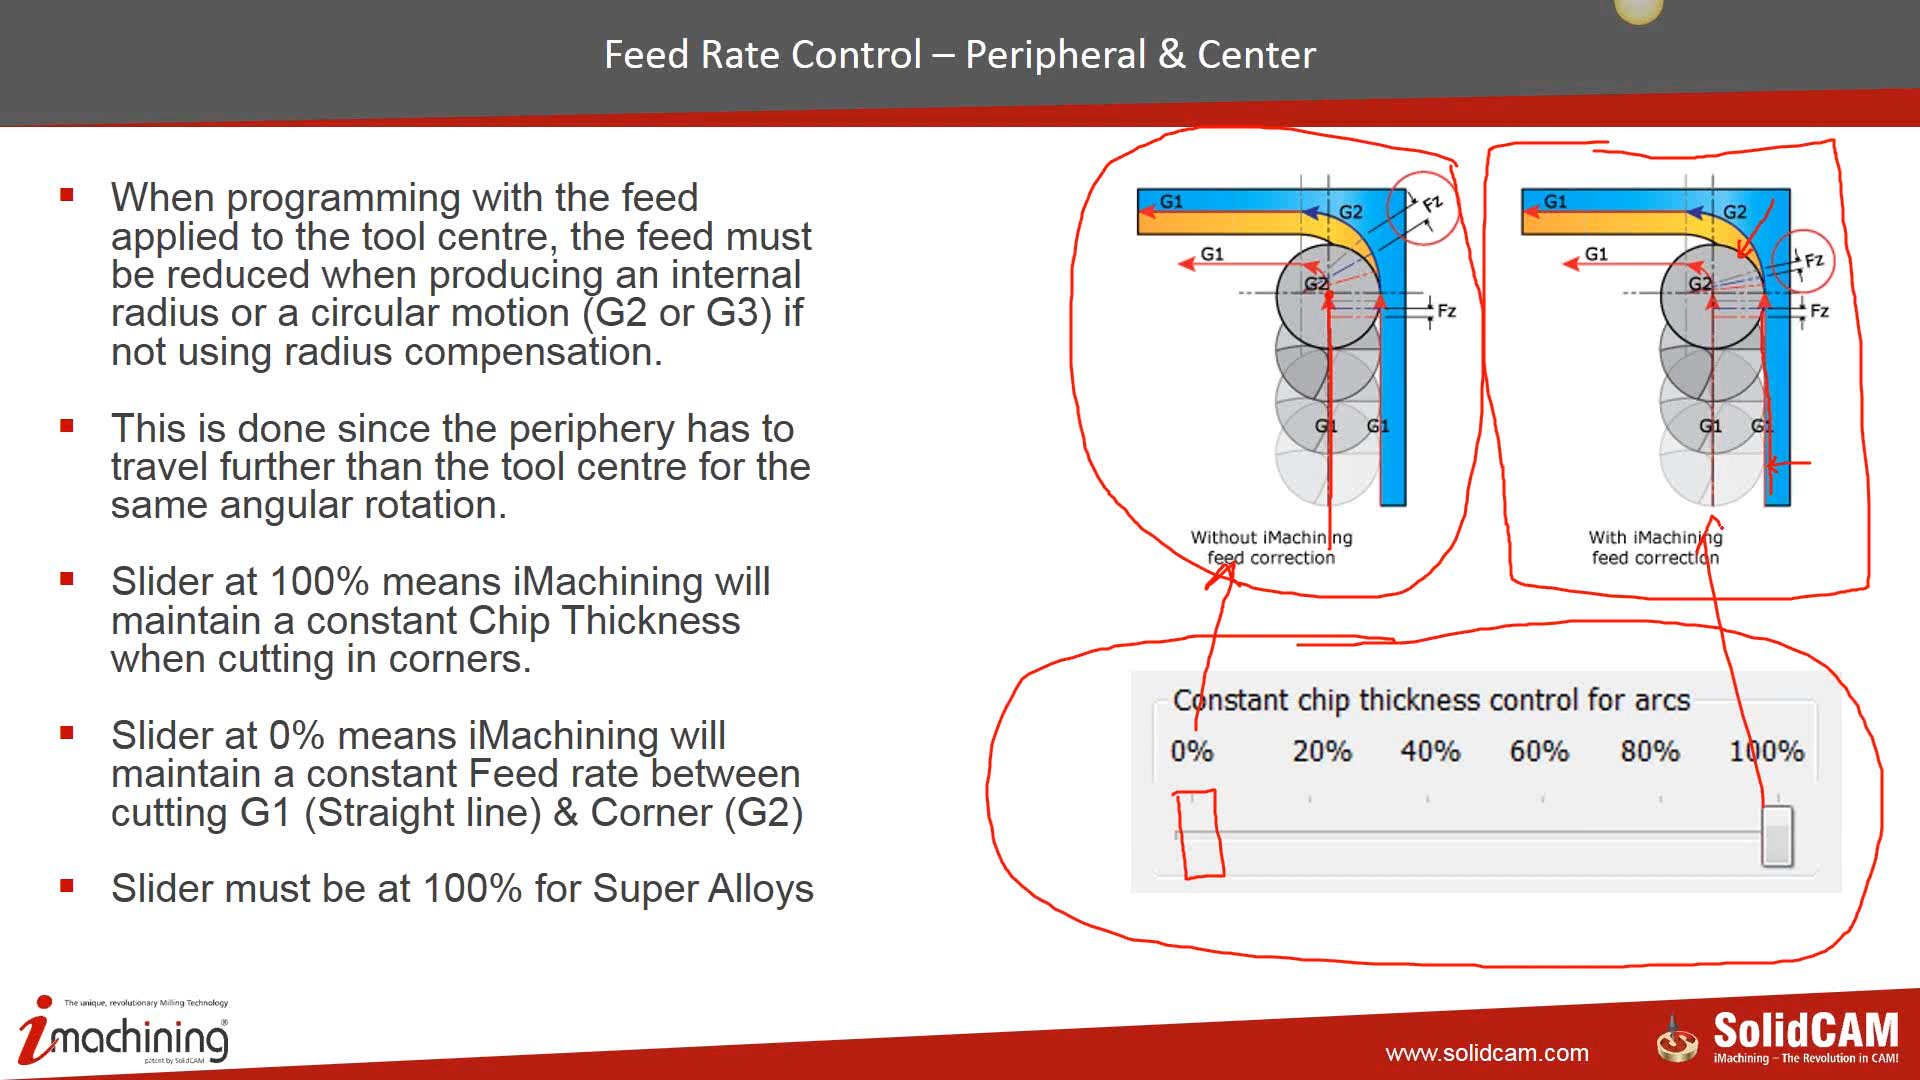 Feed Rate Control – Peripheral & Center
When programming with the feed
applied to the tool centre, the feed must
be reduced when producing an internal
radius or a circular motion (G2 or G3) if
not using radius compensation.
This is done since the periphery has to
travel further than the tool centre for the
same angular rotation.
Slider at 100% means iMachining will
maintain a constant Chip Thickness
when cutting in corners.
Slider at 0% means iMachining will
maintain a constant Feed rate between
cutting G1 (Straight line) & Corner (G2)
Slider must be at 100% for Super Alloys
G1
G2
Fz
G1
G2
Fz
G1
G1
Without iMachining
feed correction
G1
G2
Fz
G1
G2
Fz
G1
G1
With iMachining
feed correction
Constant chip thickness control for arcs
0% 20% 40% 60% 80% 100%
The unique, revolutionary Milling Technology
imachining®
patent by SolidCAM
www.solidcam.com
SolidCAM
iMachining – The Revolution in CAM!